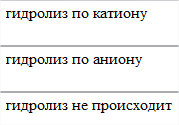 гидролиз по катиону
гидролиз по аниону
гидролиз не происходит